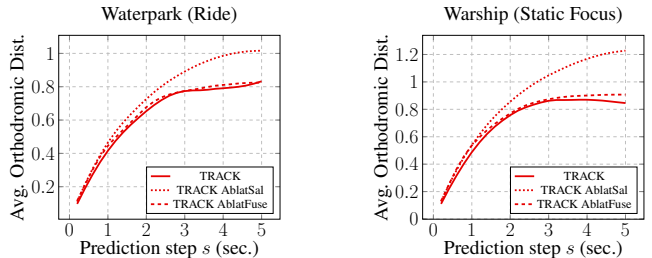 Waterpark (Ride)
Avg. Orthodromic Dist.
1
0.8
0.6
0.4
0.2
0 1 2 3 4 5
Prediction step s (sec.)
TRACK
TRACK AblatSal
TRACK AblatFuse
Warship (Static Focus)
Avg. Orthodromic Dist.
1.2
1
0.8
0.6
0.4
0.2
0
0 1 2 3 4 5
Prediction step s (sec.)
TRACK
TRACK AblatSal
TRACK AblatFuse